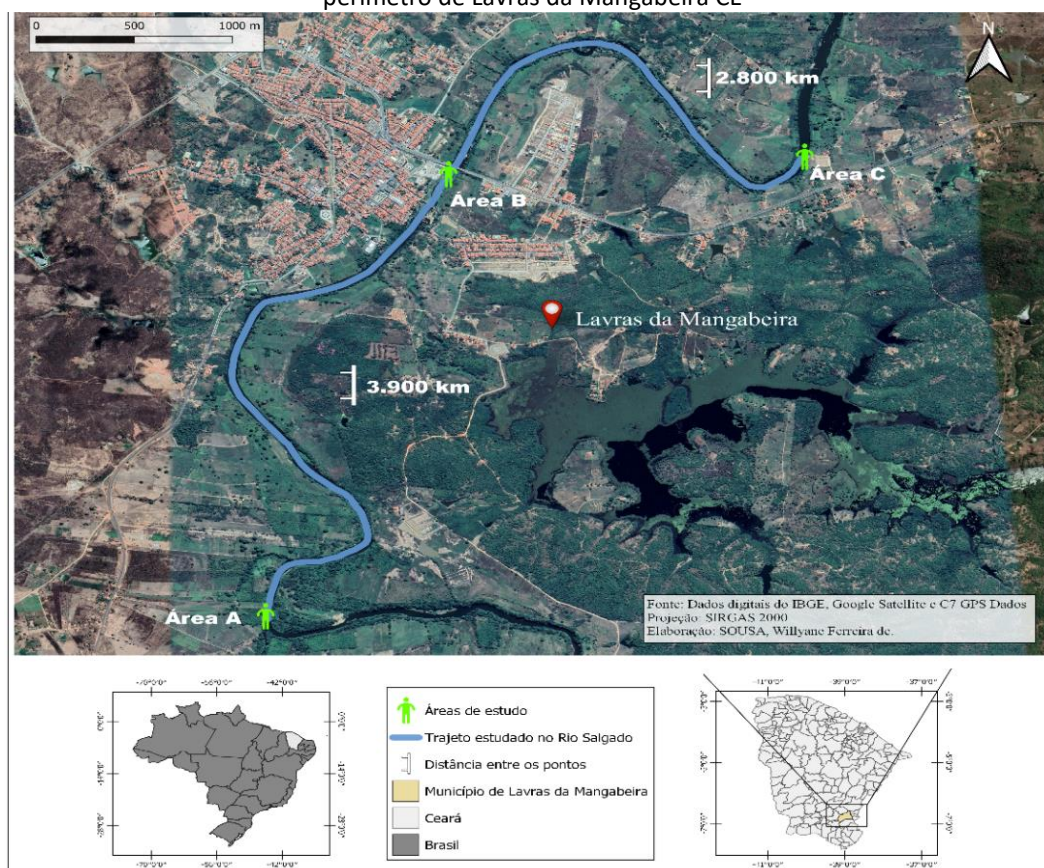 perímetro de Lavras da Mangabeira CE
0 500 1000 m
N
2.800 km
Área C
Área B
Lavras da Mangabeira
3.900 km
Área A
Fonte: Dados digitais do IBGE, Google Satellite e C7 GPS Dados
Projeção: SIRGAS 2000
Elaboração: SOUSA, Willyane Ferreira de.
Áreas de estudo
Trajeto estudado no Rio Salgado
Distância entre os pontos
Município de Lavras da Mangabeira
Ceará
Brasil